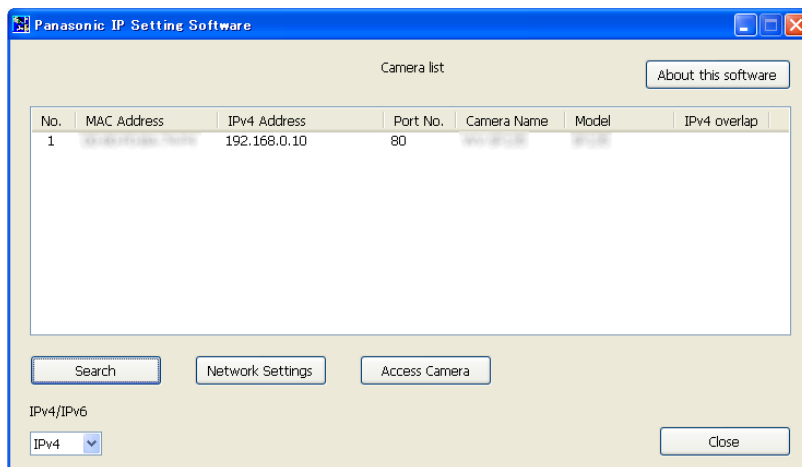 Panasonic IP Setting Software
Camera list
About this software
No. MAC Address IPv4 Address Port No. Camera Name Model IPv4 overlap
1 192.168.0.10 80
Search Network Settings Access Camera
IPv4/IPv6
IPv4
Close